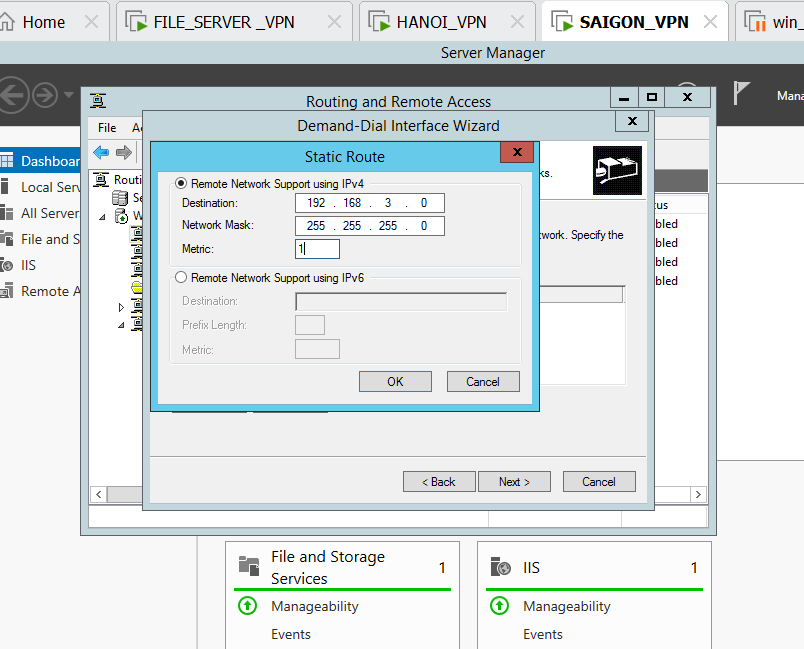 Home
FILE_SERVER _VPN
HANOI_VPN
SAIGON_VPN
win_
Server Manager
Routing and Remote Access
Demand-Dial Interface Wizard
Static Route
File
Dashboar
Local Serv
All Server
File and S
IIS
Remote A
Routi
Remote Network Support using IPv4
Destination: 192 . 168 . 3 . 0
Network Mask: 255 . 255 . 255 . 0
Metric: 1
Remote Network Support using IPv6
Destination:
Prefix Length:
Metric:
OK Cancel
ks.
twork. Specify the
tus
bled
bled
bled
bled
< Back Next > Cancel
Mana
File and Storage
Services
1
Manageability
Events
IIS
1
Manageability
Events